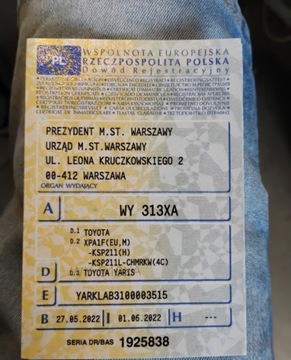 PL
WSPÓLNOTA EUROPEJSKA
RZECZPOSPOLITA POLSKA
Dowód Rejestracyjny
PREZYDENT M.ST. WARSZAWY
URZĄD M.ST.WARSZAWY
UL. LEONA KRUCZKOWSKIEGO 2
00-412 WARSZAWA
ORGAN WYDAJĄCY
A WY 313XA
D.1 TOYOTA
D.2 XPA1F(EU,M)
-KSP211(H)
-KSP211L-CHMRKW(4C)
D D.3 TOYOTA YARIS
E YARKLAB3100003515
B 27.05.2022 I 01.06.2022 H ---
SERIA DR/BAS 1925838